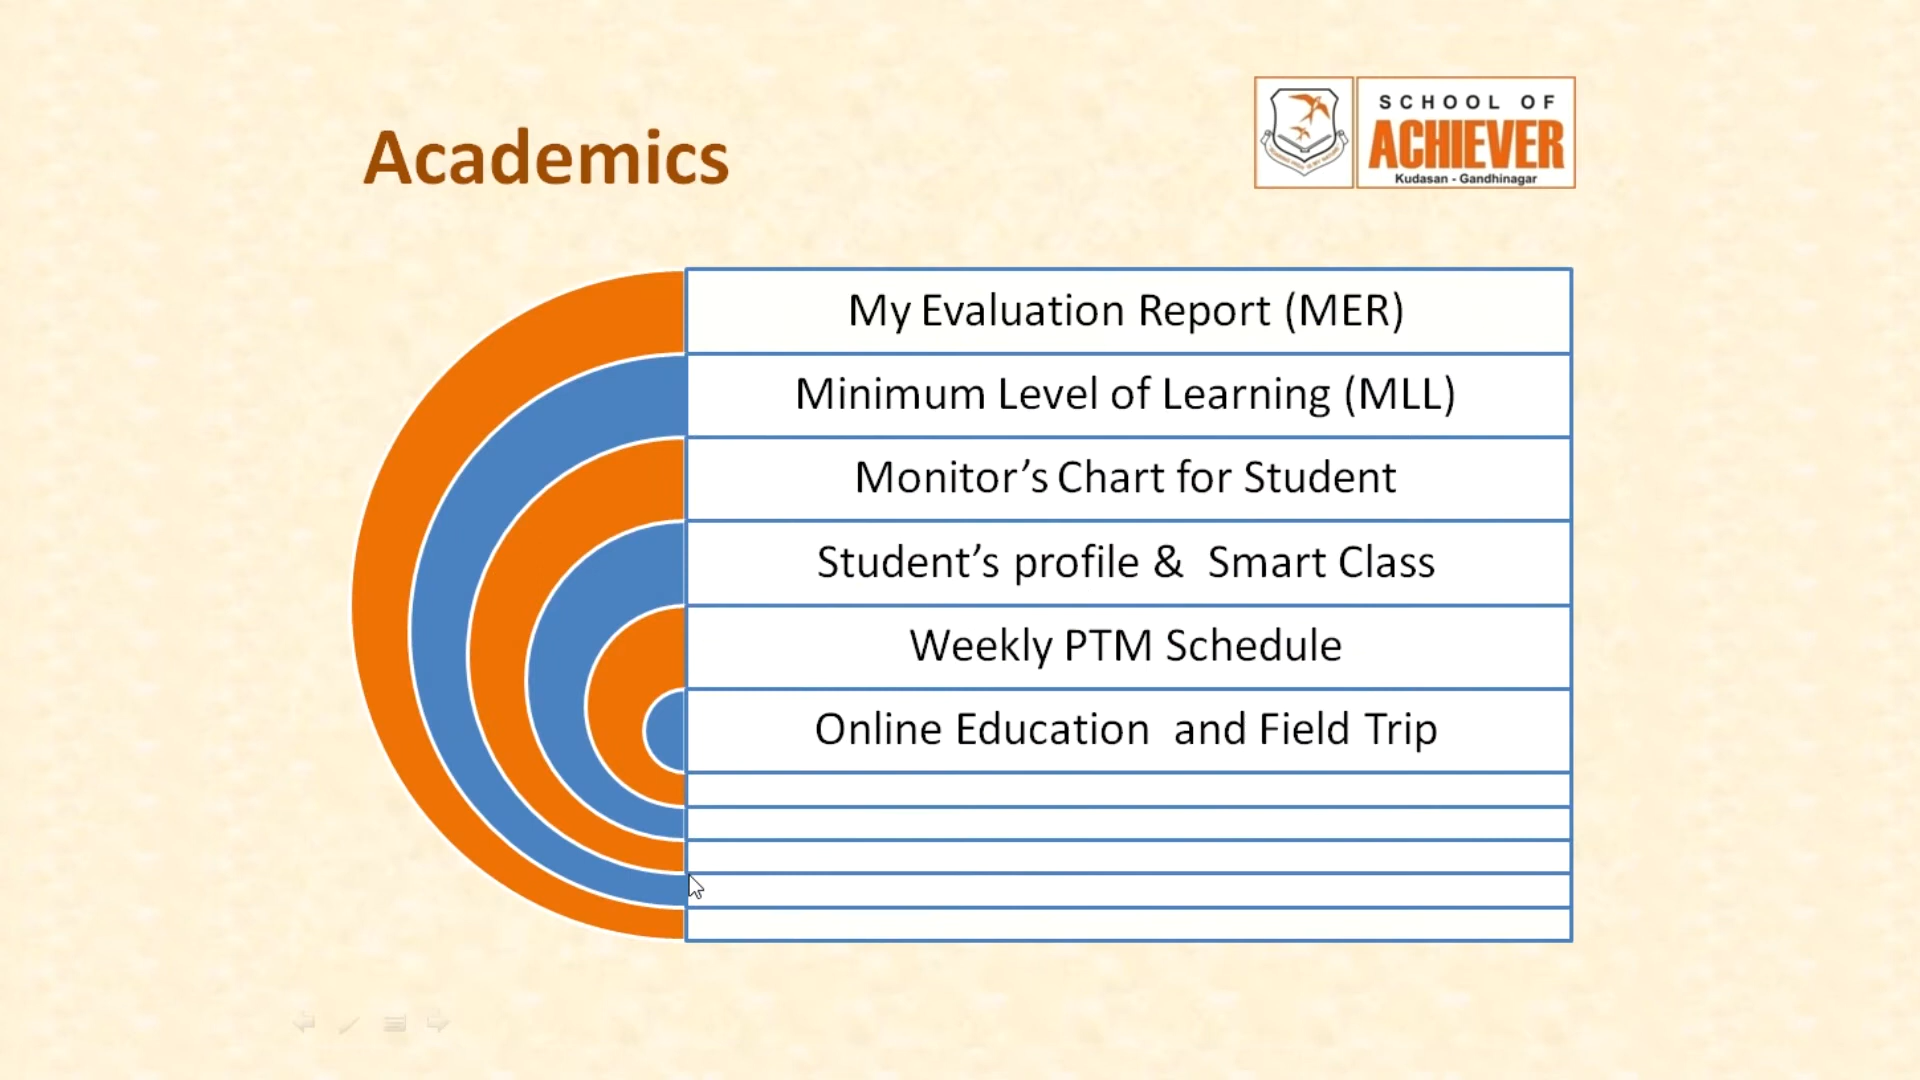 Academics
SCHOOL OF
ACHIEVER
Kudasan - Gandhinagar
My Evaluation Report (MER)
Minimum Level of Learning (MLL)
Monitor’s Chart for Student
Student’s profile &  Smart Class
Weekly PTM Schedule
Online Education  and Field Trip